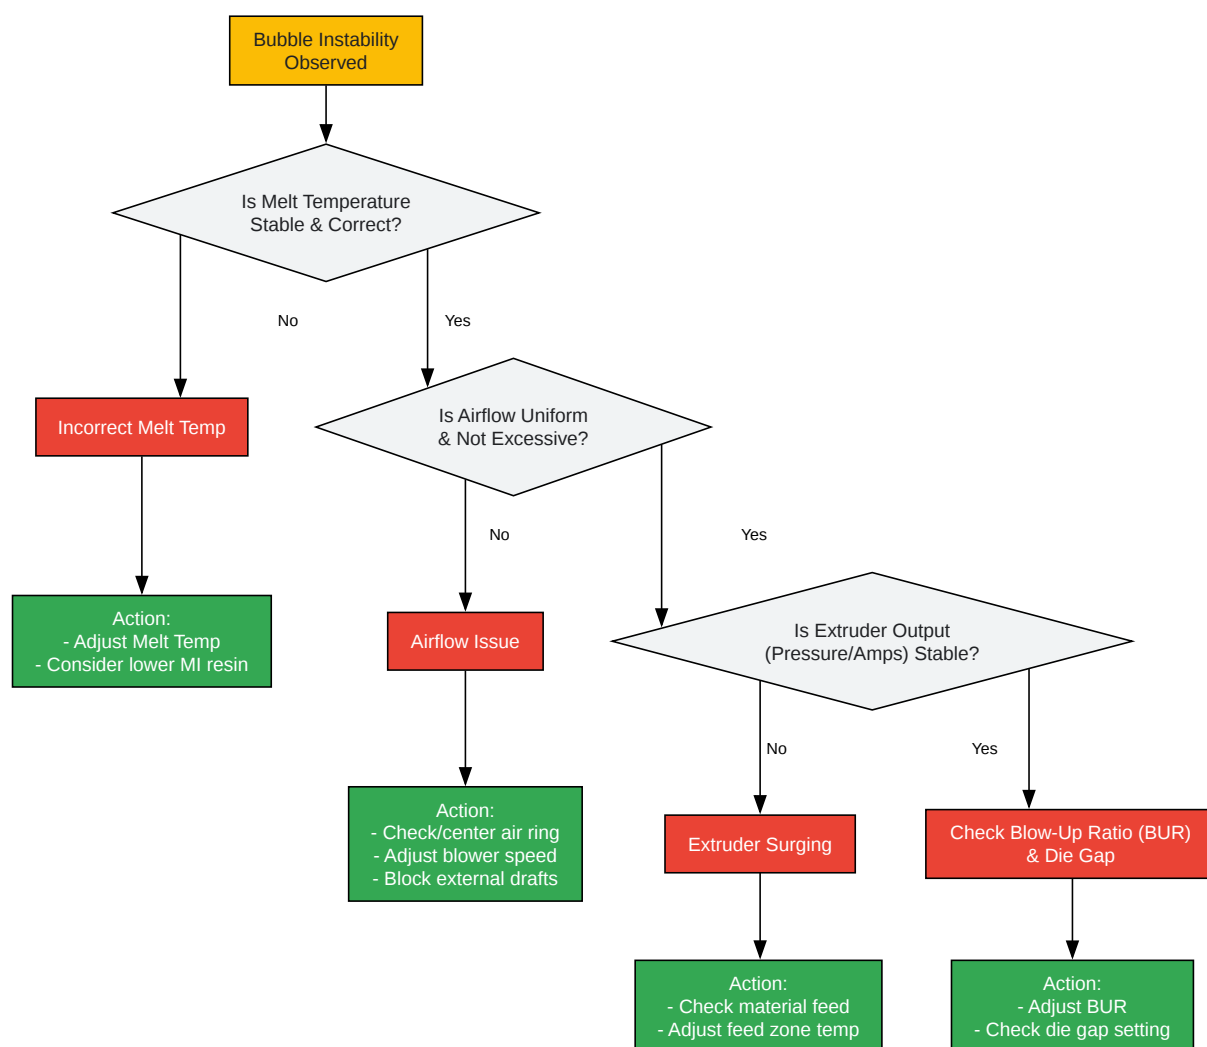 Bubble Instability
Observed
Is Melt Temperature
Stable & Correct?
No
Yes
Incorrect Melt Temp
Is Airflow Uniform
& Not Excessive?
No
Yes
Action:
- Adjust Melt Temp
- Consider lower MI resin
Airflow Issue
Is Extruder Output
(Pressure/Amps) Stable?
No
Yes
Action:
- Check/center air ring
- Adjust blower speed
- Block external drafts
Extruder Surging
Check Blow-Up Ratio (BUR)
& Die Gap
Action:
- Check material feed
- Adjust feed zone temp
Action:
- Adjust BUR
- Check die gap setting